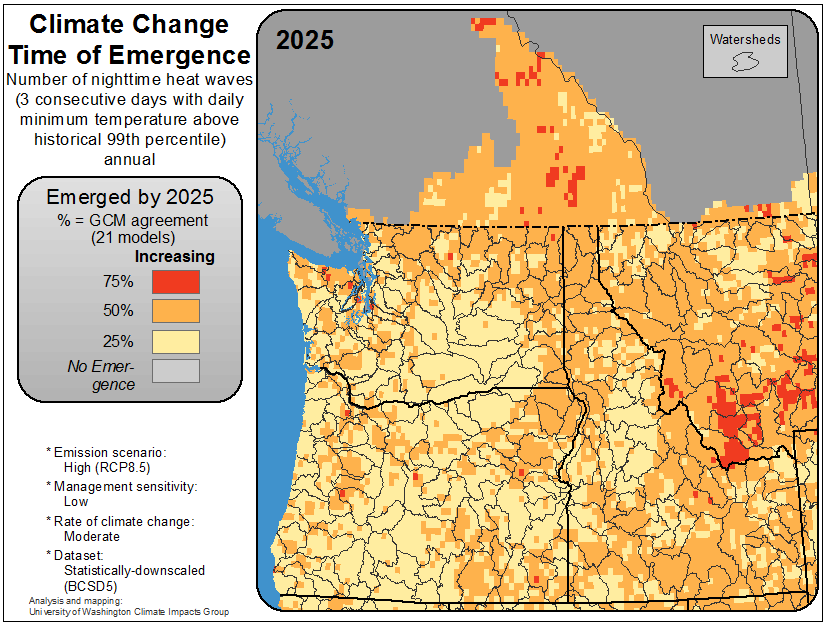 Climate Change
Time of Emergence
Number of nighttime heat waves
(3 consecutive days with daily
minimum temperature above
historical 99th percentile)
annual
Emerged by 2025
% = GCM agreement
(21 models)
Increasing
75%
50%
25%
No Emer-
gence
* Emission scenario:
High (RCP8.5)
* Management sensitivity:
Low
* Rate of climate change:
Moderate
* Dataset:
Statistically-downscaled
(BCSD5)
Analysis and mapping:
University of Washington Climate Impacts Group
2025
Watersheds